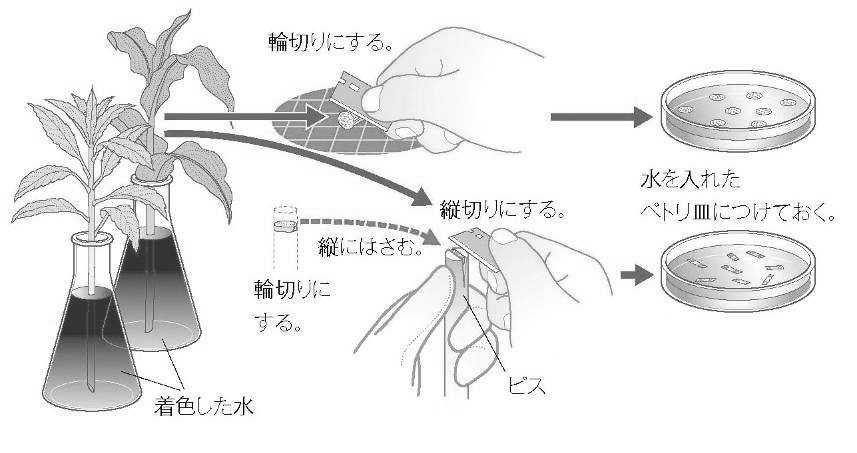 輪切りにする。
水を入れた
ペトリ皿につけておく。
縦切りにする。
縦にはさむ。
輪切りに
する。
ピス
着色した水